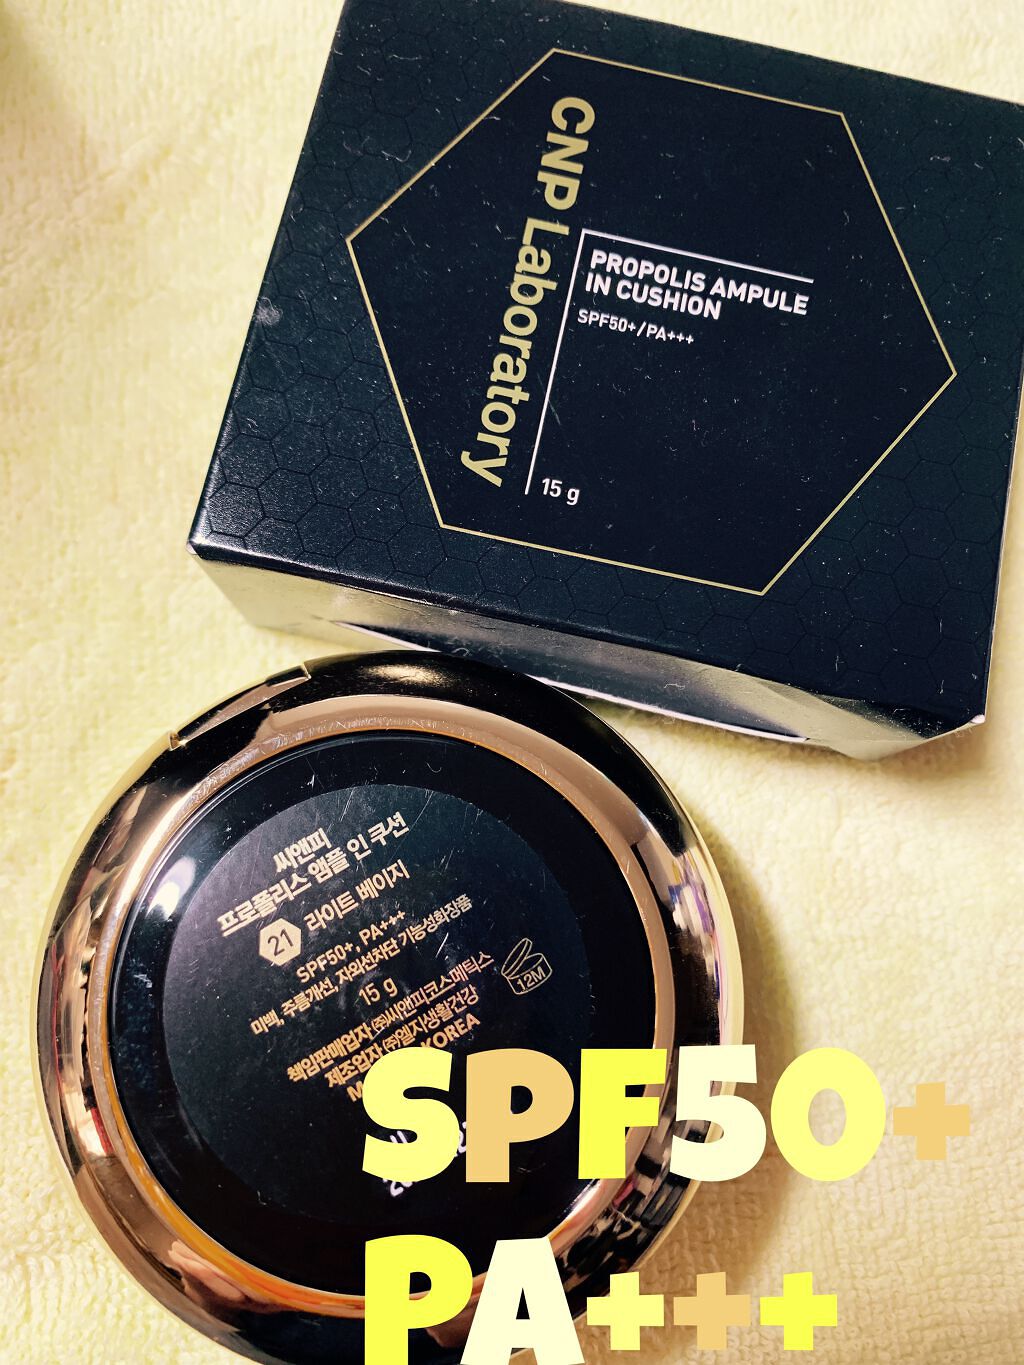 CNP Laboratory
PROPOLIS AMPULE
IN CUSHION
SPF50+/PA+++
15 g
씨앤피
프로폴리스 앰플 인 쿠션
21 라이트 베이지
SPF50+, PA+++
미백, 주름개선, 자외선차단 기능성화장품
15 g
12M
책임판매업자 ㈜씨앤피코스메틱스
제조업자 ㈜엘지생활건강
KOREA
SPF50+
PA+++